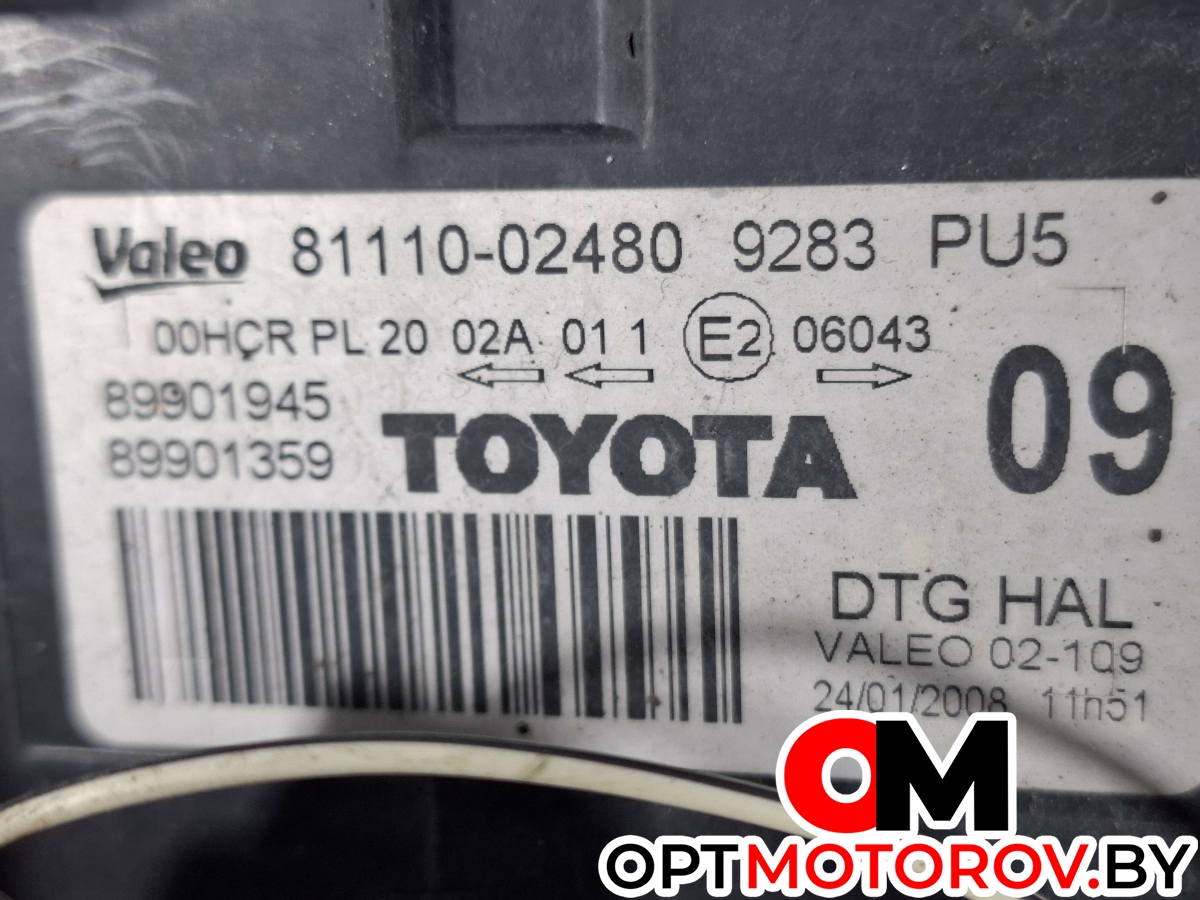 Valeo 81110-02480 9283 PU5
00HCR PL 20 02A 01 1 E2 06043
89901945
89901359
TOYOTA 09
DTG HAL
VALEO 02-109
24/01/2008 11h51
OM
OPTMOTOROV.BY